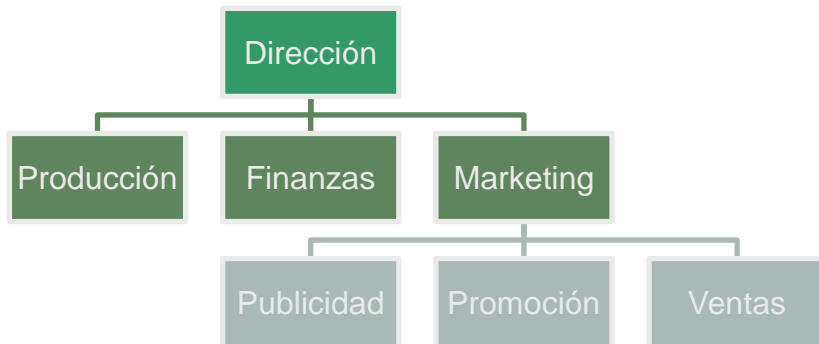 Dirección
Producción
Finanzas
Marketing
Publicidad
Promoción
Ventas